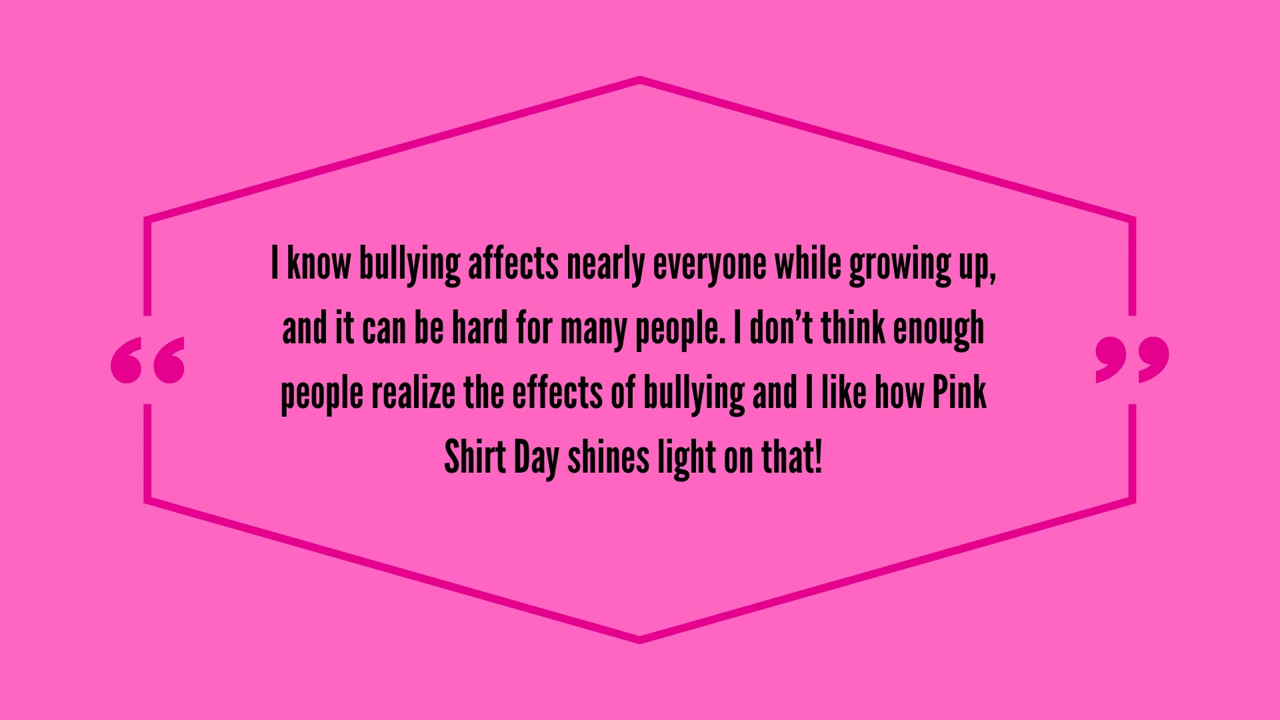 I know bullying affects nearly everyone while growing up,
and it can be hard for many people. I don’t think enough
people realize the effects of bullying and I like how Pink
Shirt Day shines light on that!
“ ”